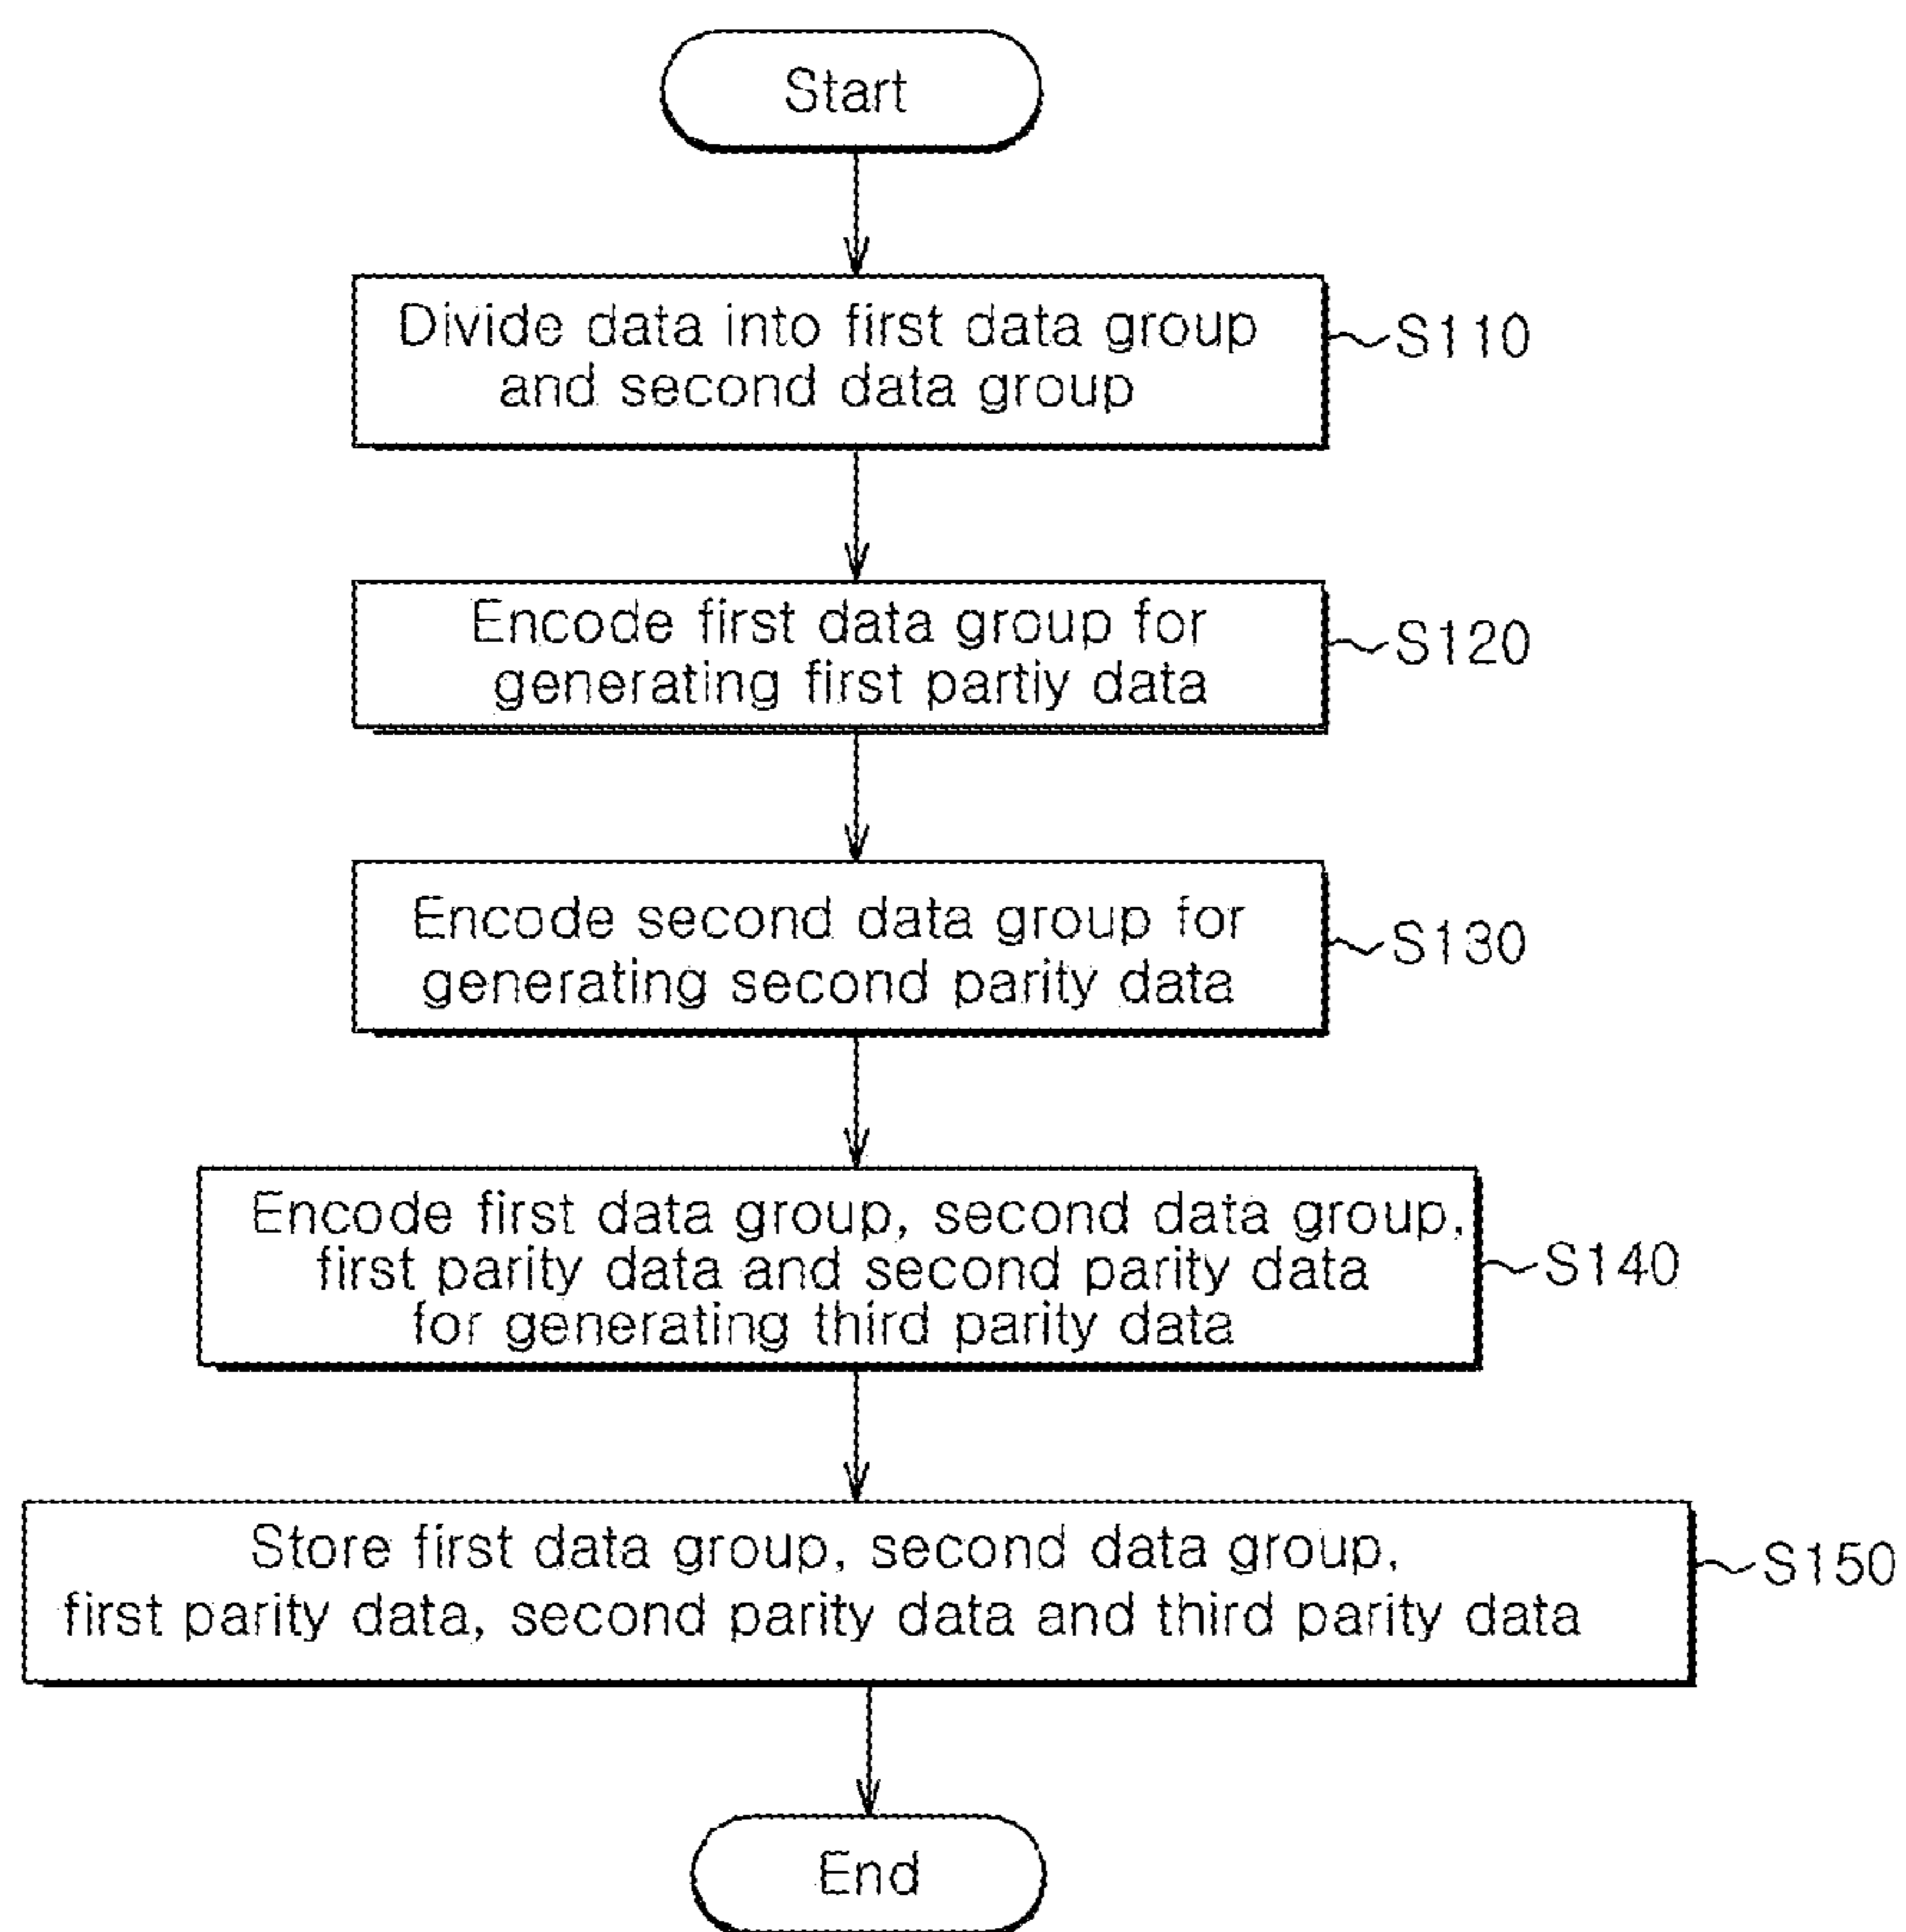 Start
Divide data into first data group
and second data group
S110
Encode first data group for
generating first partiy data
S120
Encode second data group for
generating second parity data
S130
Encode first data group, second data group,
first parity data and second parity data
for generating third parity data
S140
Store first data group, second data group,
first parity data, second parity data and third parity data
S150
End